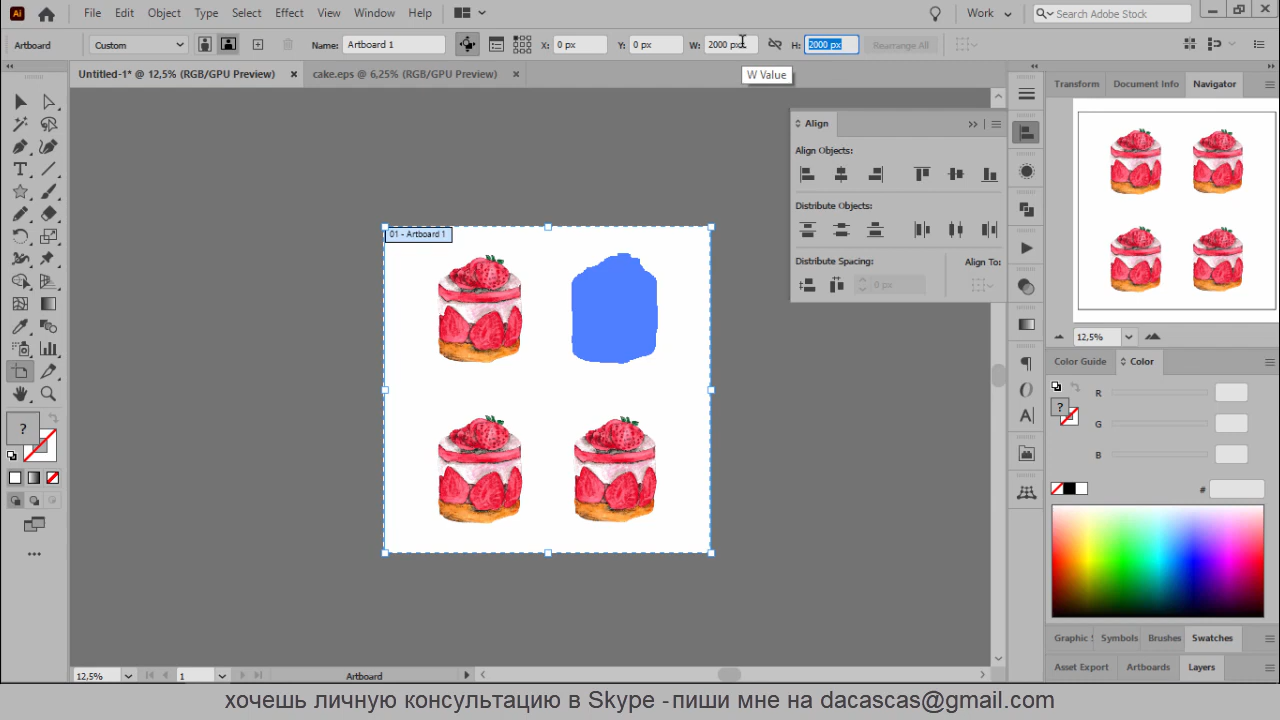 Ai File Edit Object Type Select Effect View Window Help Work Search Adobe Stock
Artboard Custom Name: Artboard 1 X: 0 px Y: 0 px W: 2000 px H: 2000 px Rearrange All
Untitled-1* @ 12,5% (RGB/GPU Preview) × cake.eps @ 6,25% (RGB/GPU Preview) ×
W Value
Transform Document Info Navigator
Align
Align Objects:
Distribute Objects:
Distribute Spacing: Align To:
0 px
01 - Artboard 1
12,5%
Color Guide Color
R
G
B
?
?
#
Symbols Brushes Swatches
Asset Export Artboards Layers
12,5% 1 Artboard
хочешь личную консультацию в Skype -пиши мне на dacascas@gmail.com